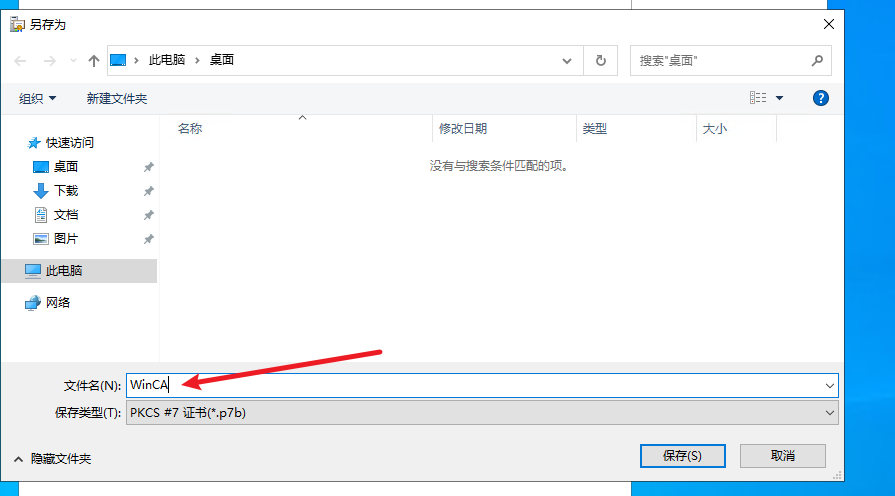 另存为
此电脑 › 桌面
搜索"桌面"
组织
新建文件夹
?
名称 修改日期 类型 大小
没有与搜索条件匹配的项。
快速访问
桌面
下载
文档
图片
此电脑
网络
文件名(N): WinCA
保存类型(T): PKCS #7 证书(*.p7b)
隐藏文件夹
保存(S) 取消